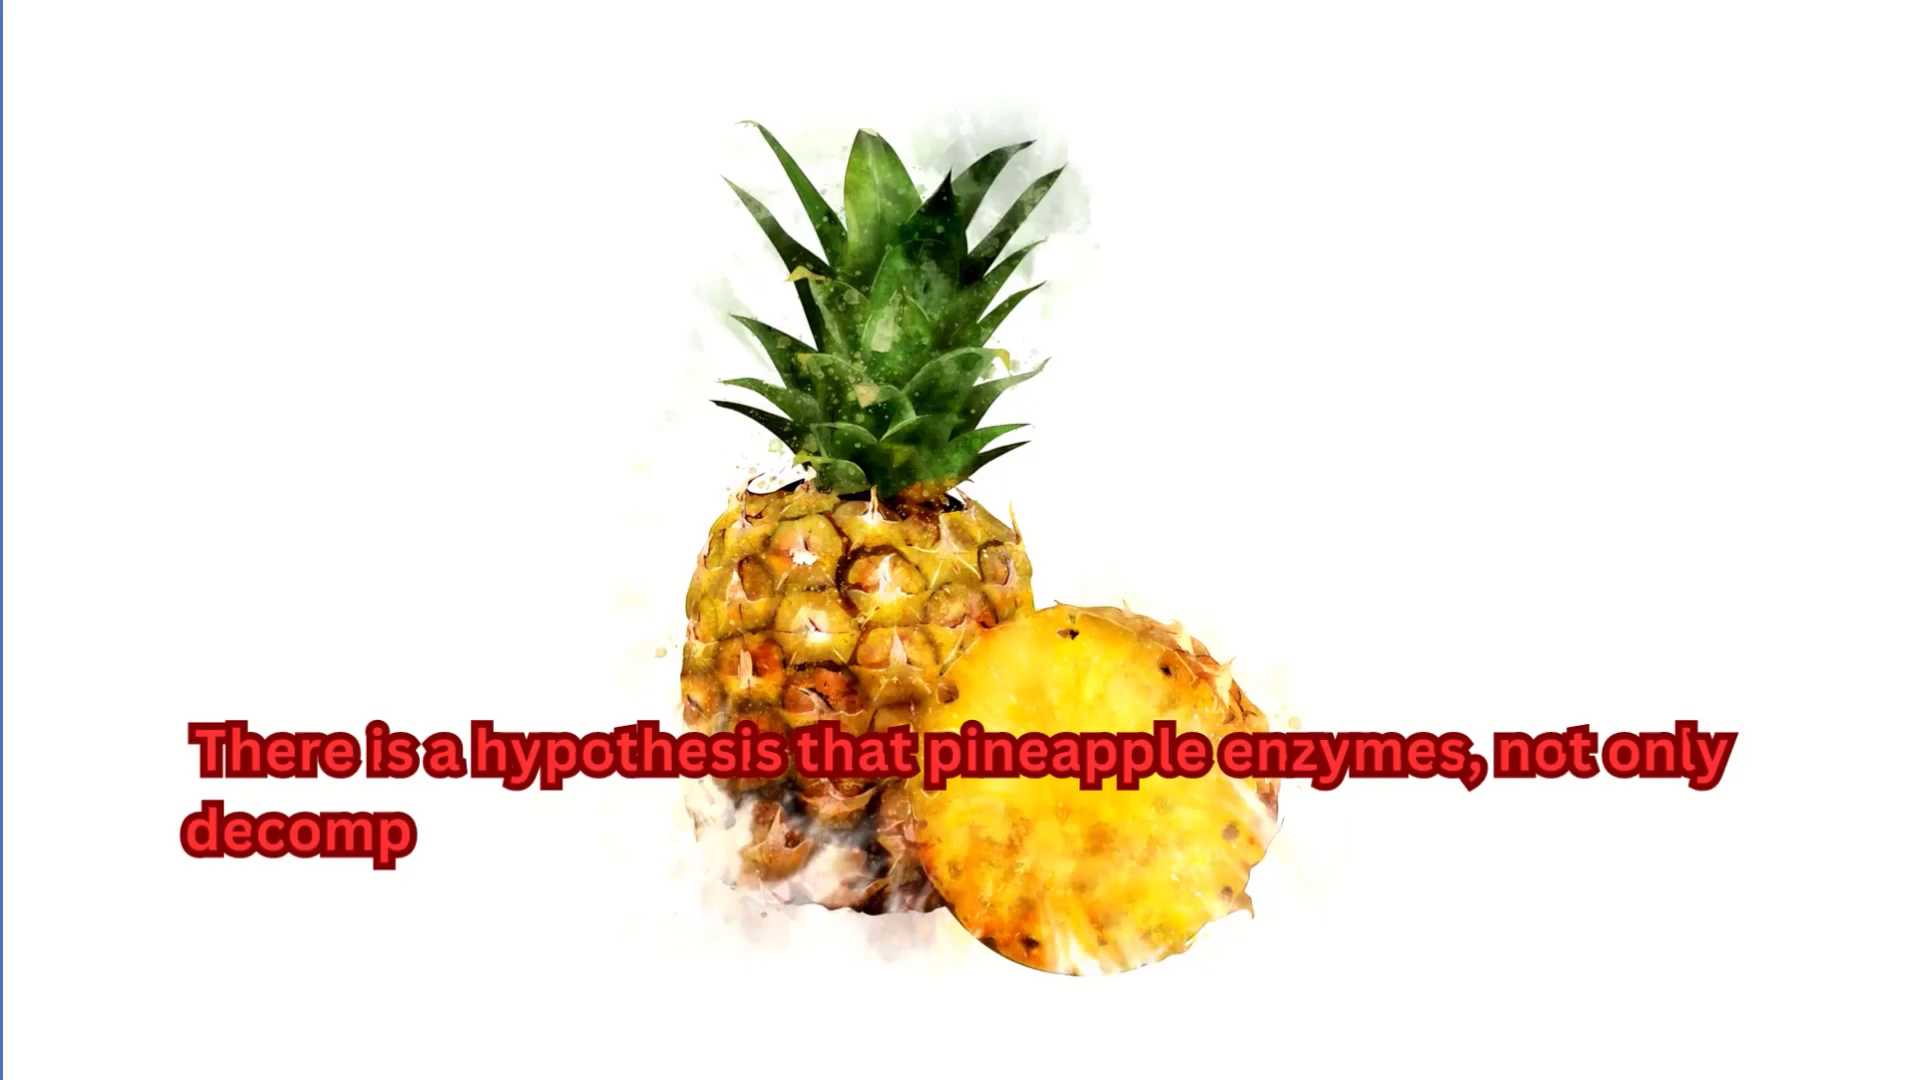 There is a hypothesis that pineapple enzymes, not only
decomp